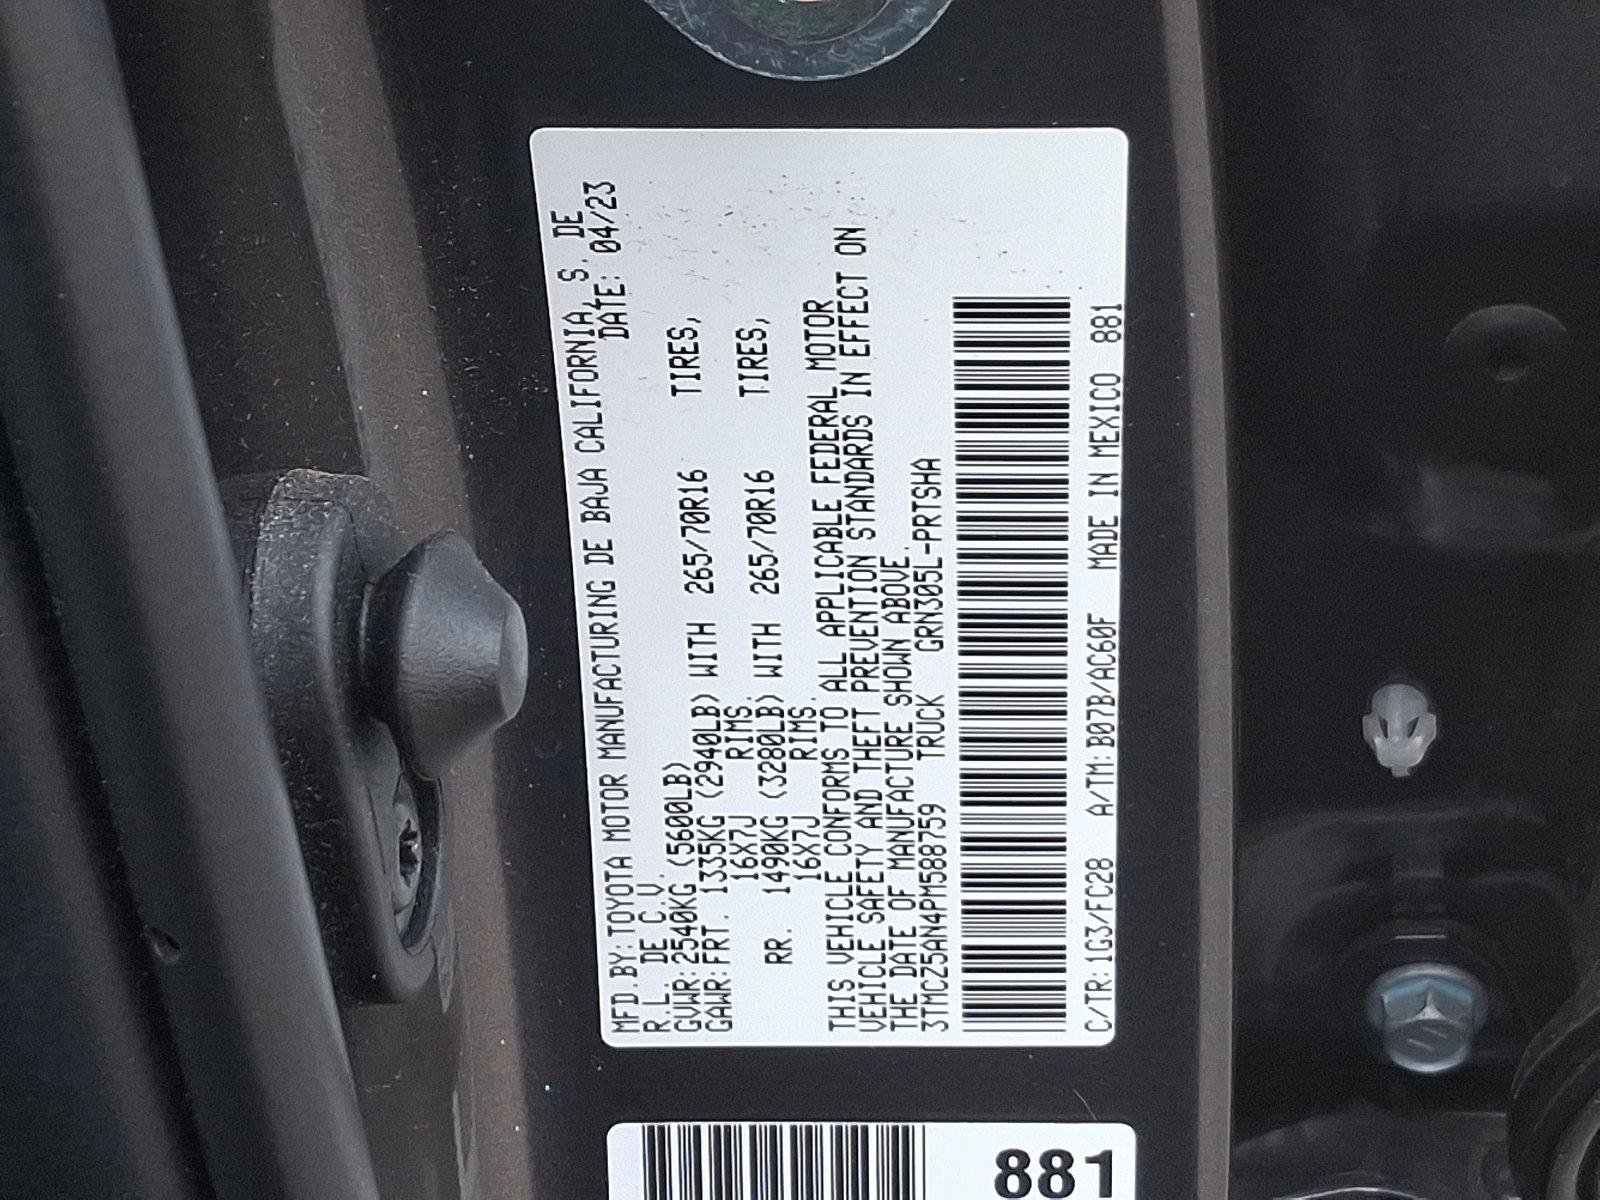 MFD.BY: TOYOTA MOTOR MANUFACTURING DE BAJA CALIFORNIA, S. DE
R.L. DE C.V. DATE: 04/23
GVWR: 2540KG (5600LB)
GAWR: FRT. 1335KG (2940LB) WITH 265/70R16 TIRES,
16X7J RIMS.
RR. 1490KG (3280LB) WITH 265/70R16 TIRES,
16X7J RIMS.
THIS VEHICLE CONFORMS TO ALL APPLICABLE FEDERAL MOTOR
VEHICLE SAFETY AND THEFT PREVENTION STANDARDS IN EFFECT ON
THE DATE OF MANUFACTURE SHOWN ABOVE.
3TMCZ5AN4PM588759 TRUCK GRN305L-PRTSHA
C/TR: 1G3/FC28 A/TM: B07B/AC60F MADE IN MEXICO 881
881